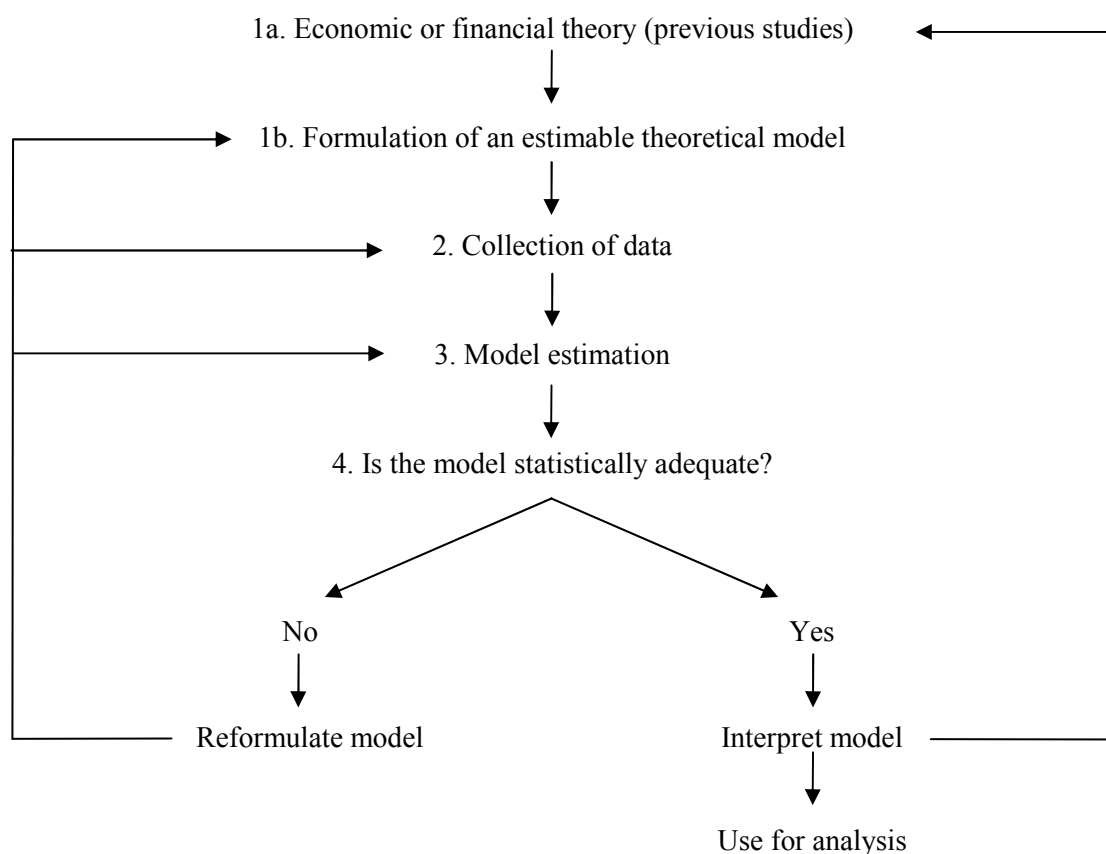 1a. Economic or financial theory (previous studies)
1b. Formulation of an estimable theoretical model
2. Collection of data
3. Model estimation
4. Is the model statistically adequate?
No
Yes
Reformulate model
Interpret model
Use for analysis